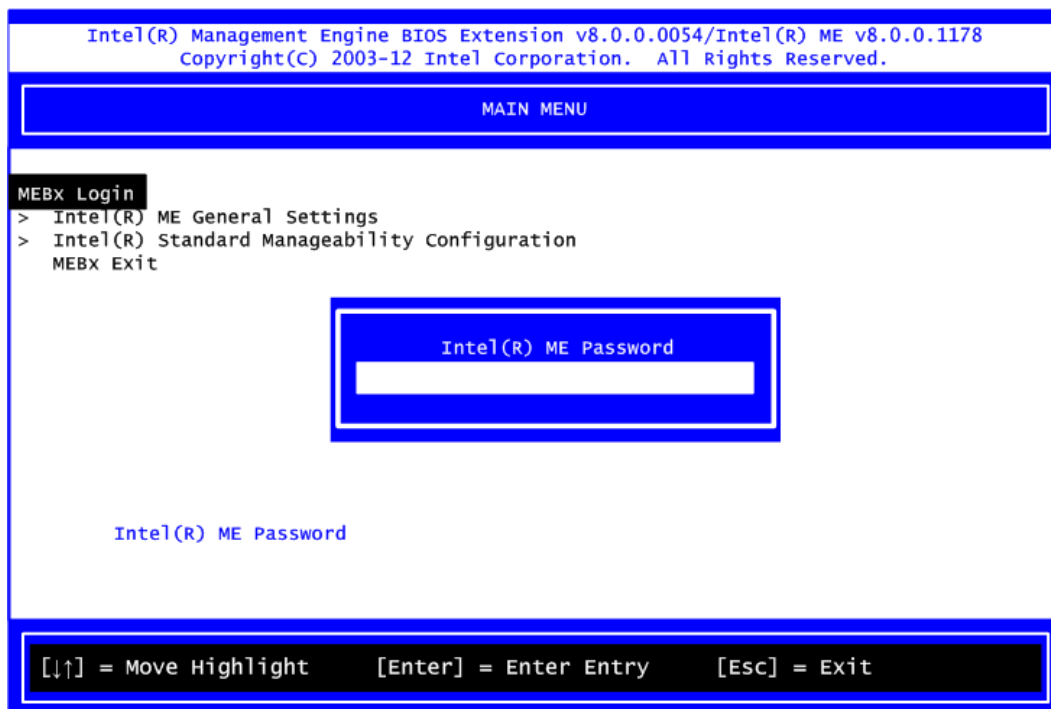 Intel(R) Management Engine BIOS Extension v8.0.0.0054/Intel(R) ME v8.0.0.1178
Copyright(C) 2003-12 Intel Corporation.  All Rights Reserved.
MAIN MENU
MEBx Login
>  Intel(R) ME General Settings
>  Intel(R) Standard Manageability Configuration
MEBx Exit
Intel(R) ME Password
Intel(R) ME Password
[↓↑] = Move Highlight      [Enter] = Enter Entry      [Esc] = Exit